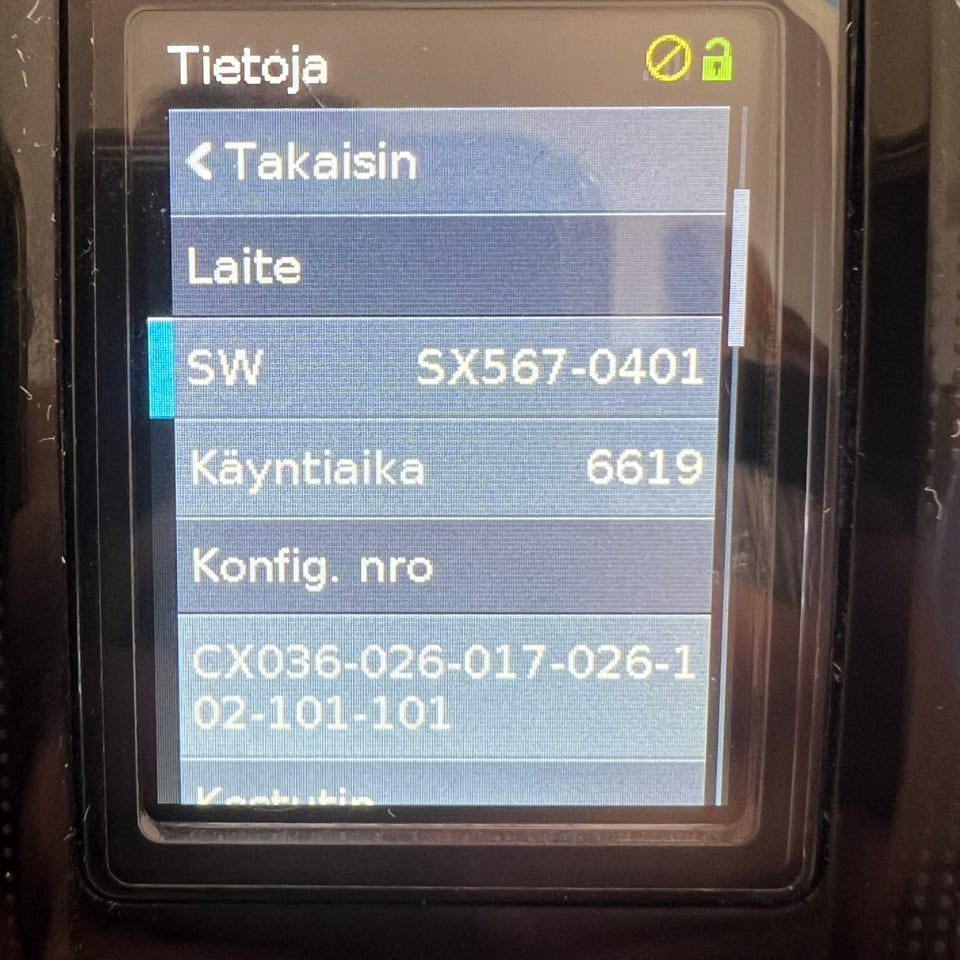 Tietoja
Takaisin
Laite
SW SX567-0401
Käyntiaika 6619
Konfig. nro
CX036-026-017-026-1
02-101-101